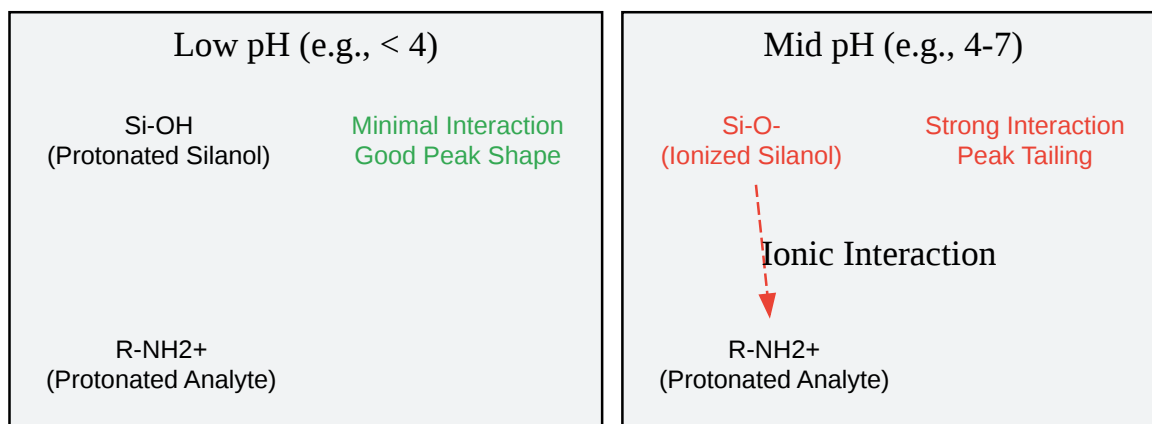 Low pH (e.g., < 4)
Si-OH
(Protonated Silanol)
Minimal Interaction
Good Peak Shape
R-NH2+
(Protonated Analyte)
Mid pH (e.g., 4-7)
Si-O-
(Ionized Silanol)
Strong Interaction
Peak Tailing
Ionic Interaction
R-NH2+
(Protonated Analyte)